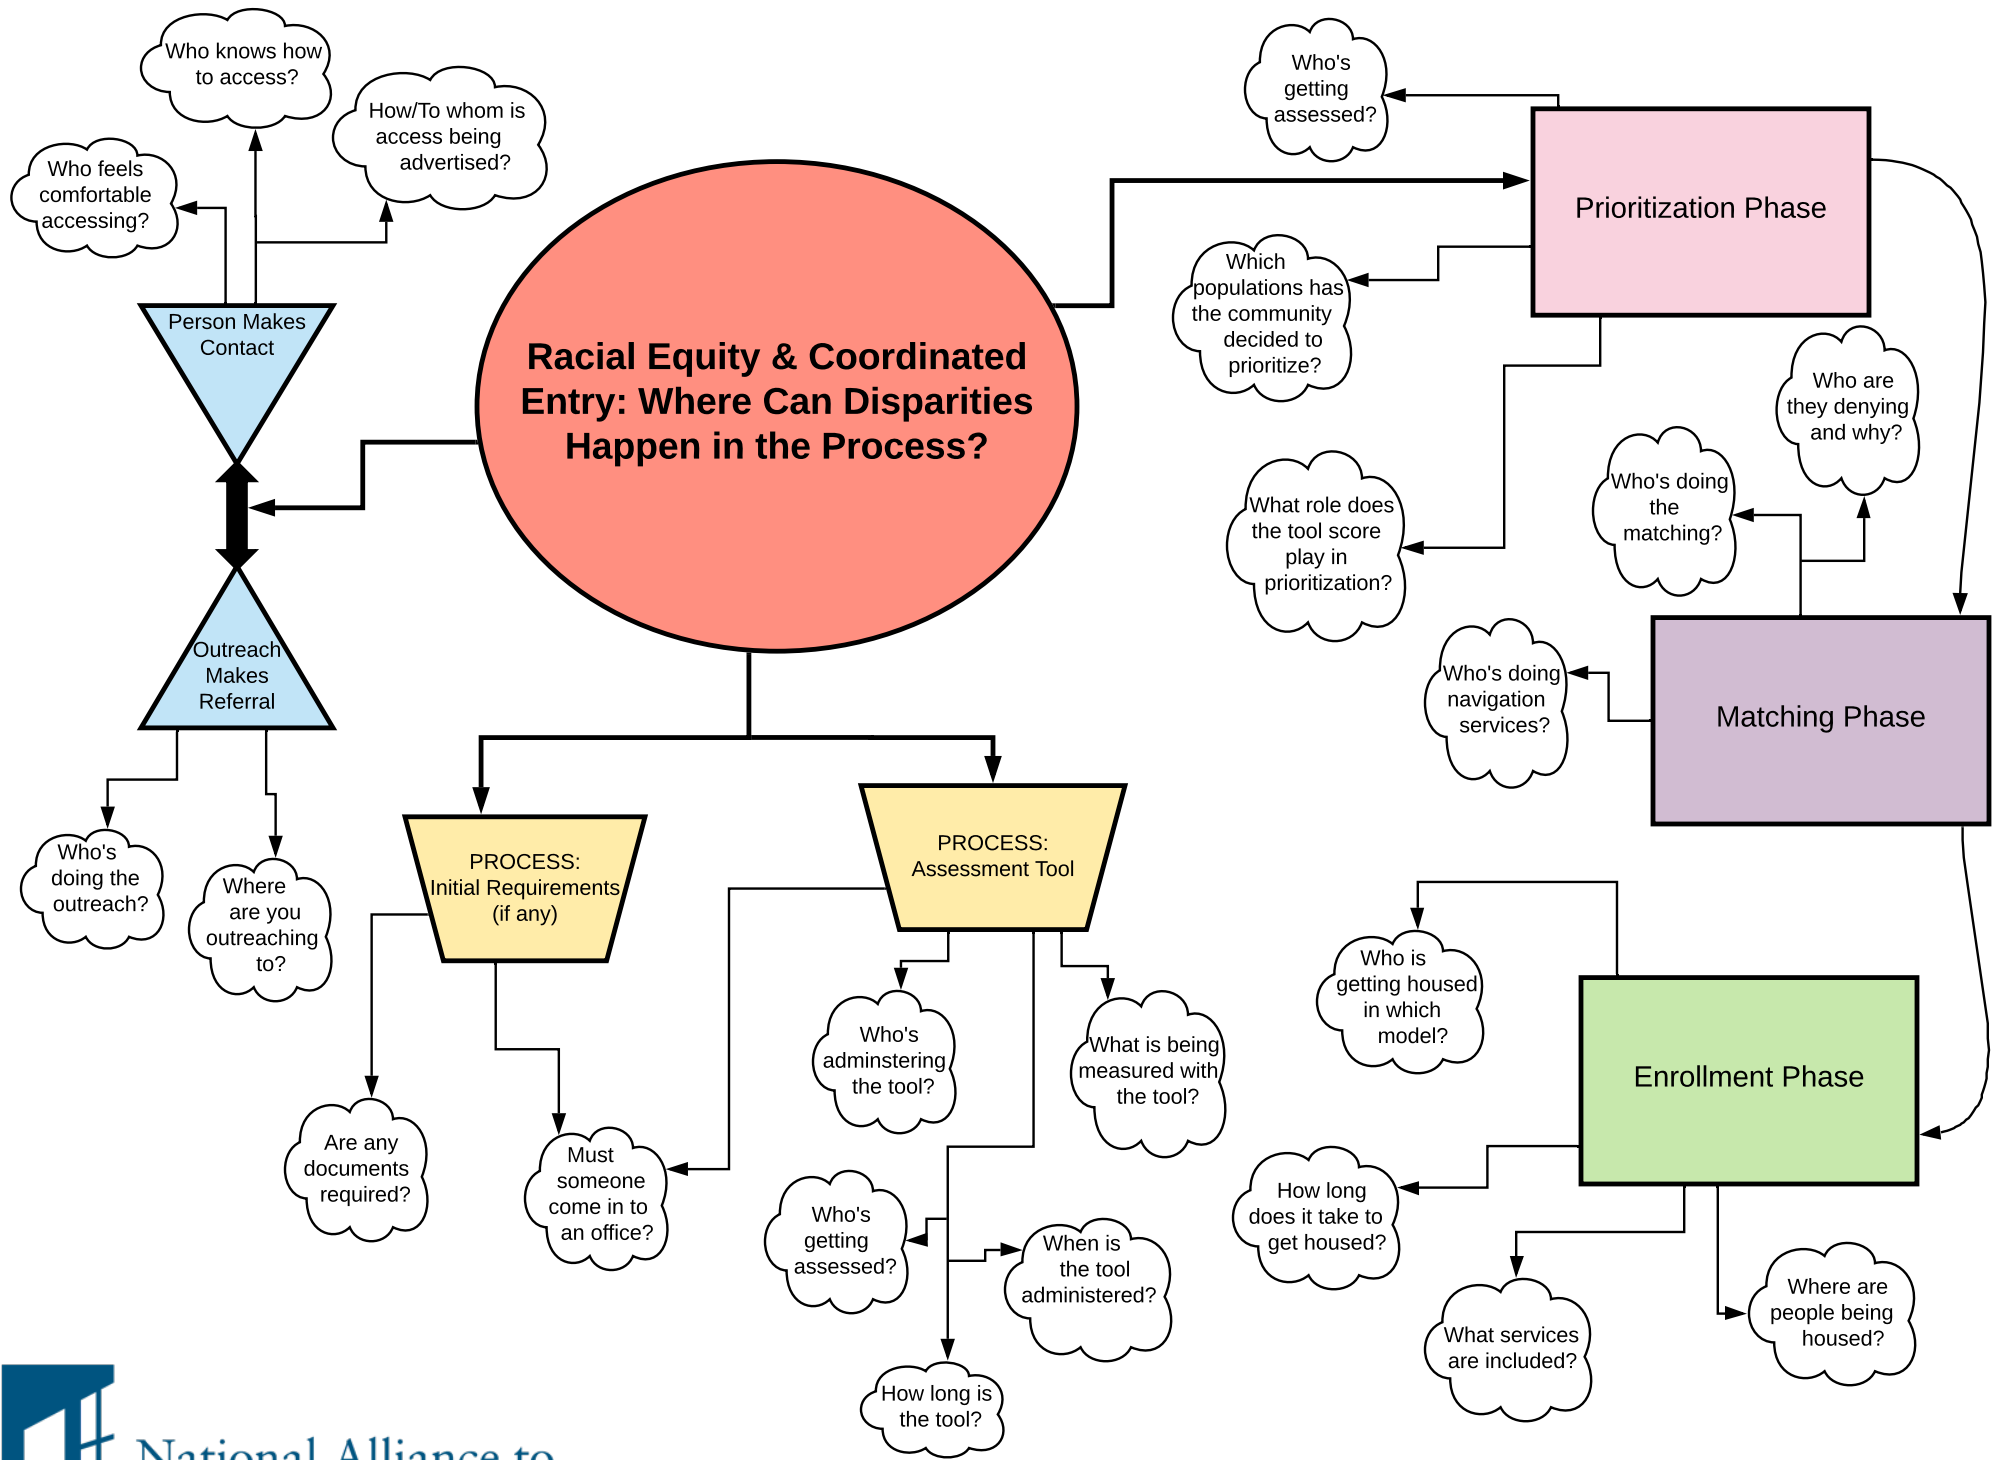 Who knows how
to access?
How/To whom is
access being
advertised?
Who feels
comfortable
accessing?
Person Makes
Contact
Outreach
Makes
Referral
Who's
doing the
outreach?
Where
are you
outreaching
to?
Racial Equity & Coordinated
Entry: Where Can Disparities
Happen in the Process?
PROCESS:
Initial Requirements
(if any)
Are any
documents
required?
Must
someone
come in to
an office?
PROCESS:
Assessment Tool
Who's
adminstering
the tool?
What is being
measured with
the tool?
Who's
getting
assessed?
When is
the tool
administered?
How long is
the tool?
Who's
getting
assessed?
Prioritization Phase
Which
populations has
the community
decided to
prioritize?
What role does
the tool score
play in
prioritization?
Who are
they denying
and why?
Who's doing
the
matching?
Who's doing
navigation
services?
Matching Phase
Who is
getting housed
in which
model?
Enrollment Phase
How long
does it take to
get housed?
What services
are included?
Where are
people being
housed?
National Alliance to